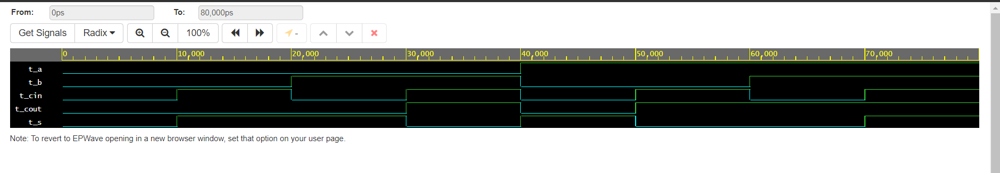 From: 0ps To: 80,000ps
Get Signals Radix 100% -
0 10,000 20,000 30,000 40,000 50,000 60,000 70,000
t_a
t_b
t_cin
t_cout
t_s
Note: To revert to EPWave opening in a new browser window, set that option on your user page.